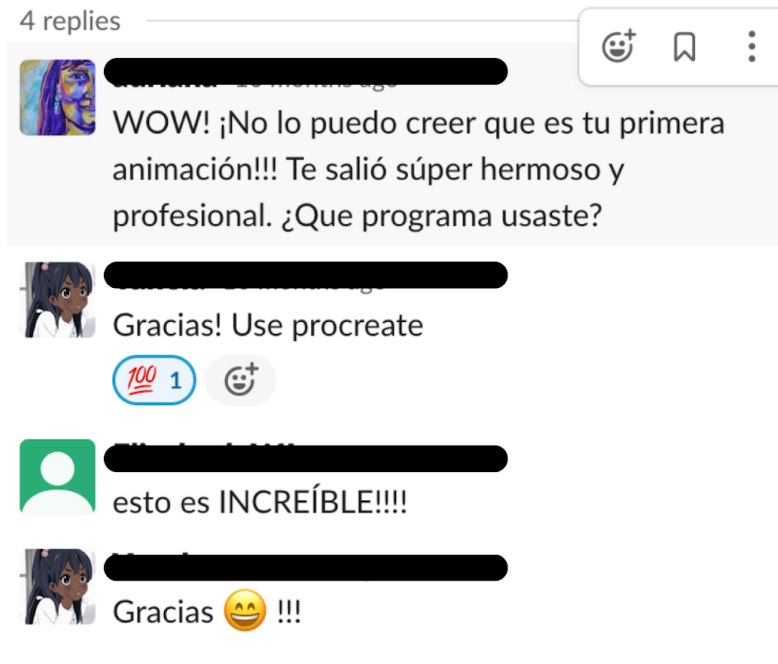 4 replies
WOW! ¡No lo puedo creer que es tu primera
animación!!! Te salió súper hermoso y
profesional. ¿Que programa usaste?
Gracias! Use procreate
💯 1
esto es INCREÍBLE!!!!
Gracias 😄 !!!